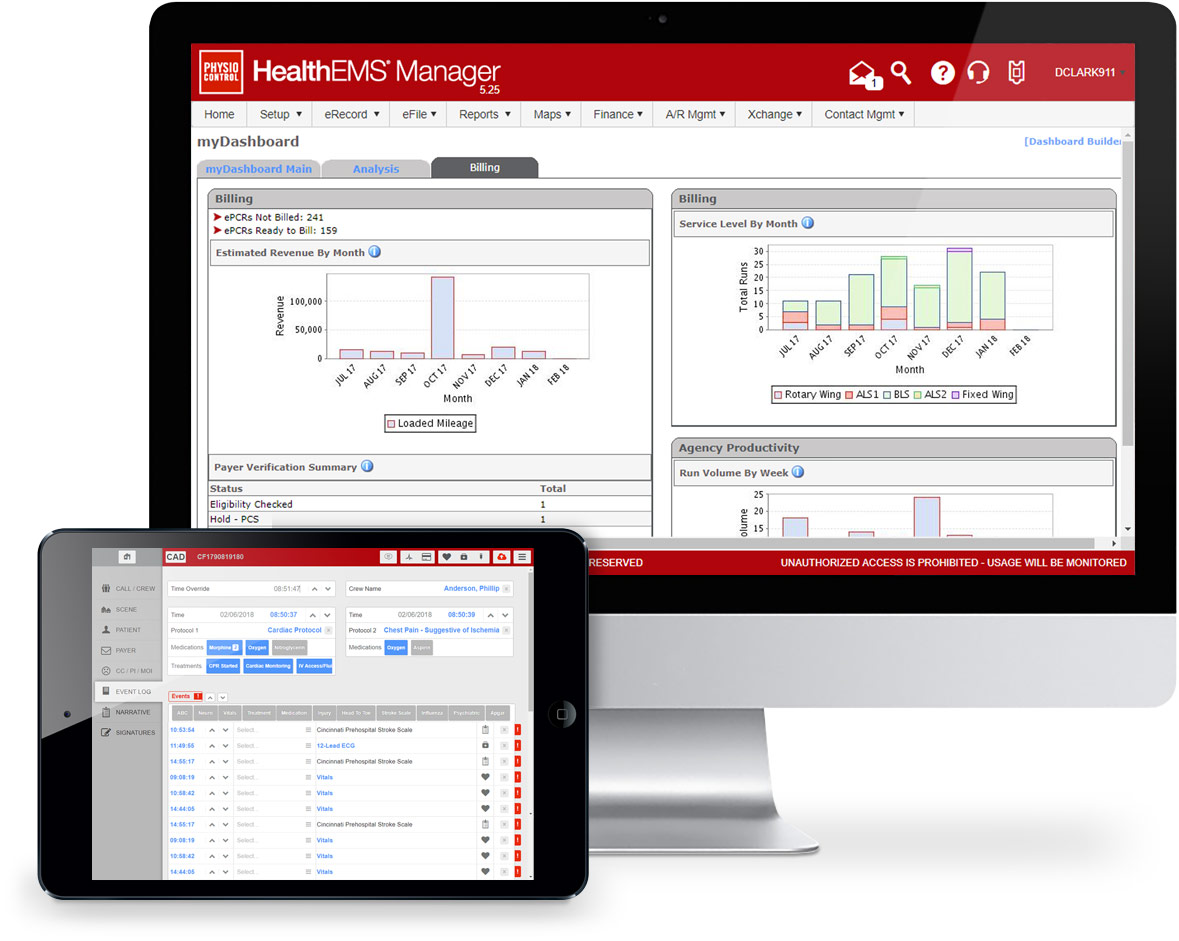 PHYSIO CONTROL
HealthEMS® Manager
5.25
1
DCLARK911
Home Setup eRecord eFile Reports Maps Finance A/R Mgmt Xchange Contact Mgmt
myDashboard
[Dashboard Builder
myDashboard Main Analysis Billing
Billing
ePCRs Not Billed: 241
ePCRs Ready to Bill: 159
Estimated Revenue By Month
Revenue
100,000
50,000
0
JUL 17 AUG 17 SEP 17 OCT 17 NOV 17 DEC 17 JAN 18 FEB 18
Month
Loaded Mileage
Payer Verification Summary
Status Total
Eligibility Checked 1
Hold - PCS 1
Billing
Service Level By Month
Total Runs
30
25
20
15
10
5
0
JUL 17 AUG 17 SEP 17 OCT 17 NOV 17 DEC 17 JAN 18 FEB 18
Month
Rotary Wing ALS1 BLS ALS2 Fixed Wing
Agency Productivity
Run Volume By Week
25
20
15
olume
RESERVED
UNAUTHORIZED ACCESS IS PROHIBITED - USAGE WILL BE MONITORED
CAD CF1790819180
CALL / CREW
SCENE
PATIENT
PAYER
CC / PI / MOI
EVENT LOG
NARRATIVE
SIGNATURES
Time Override 08:51:47
Crew Name Anderson, Phillip
Time 02/06/2018 08:50:37
Protocol 1 Cardiac Protocol
Medications Morphine 2 Oxygen Nitroglycerin
Treatments CPR Started Cardiac Monitoring IV Access/Flui
Time 02/06/2018 08:50:39
Protocol 2 Chest Pain - Suggestive of Ischemia
Medications Oxygen Aspirin
Events 1
ABC Neuro Vitals Treatment Medication Injury Head To Toe Stroke Scale Influenza Psychiatric Apgar
10:53:54 Select... Cincinnati Prehospital Stroke Scale
11:49:55 Select... 12-Lead ECG
14:55:17 Select... Cincinnati Prehospital Stroke Scale
09:08:19 Select... Vitals
10:58:42 Select... Vitals
14:44:05 Select... Vitals
14:55:17 Select... Cincinnati Prehospital Stroke Scale
09:08:19 Select... Vitals
10:58:42 Select... Vitals
14:44:05 Select... Vitals